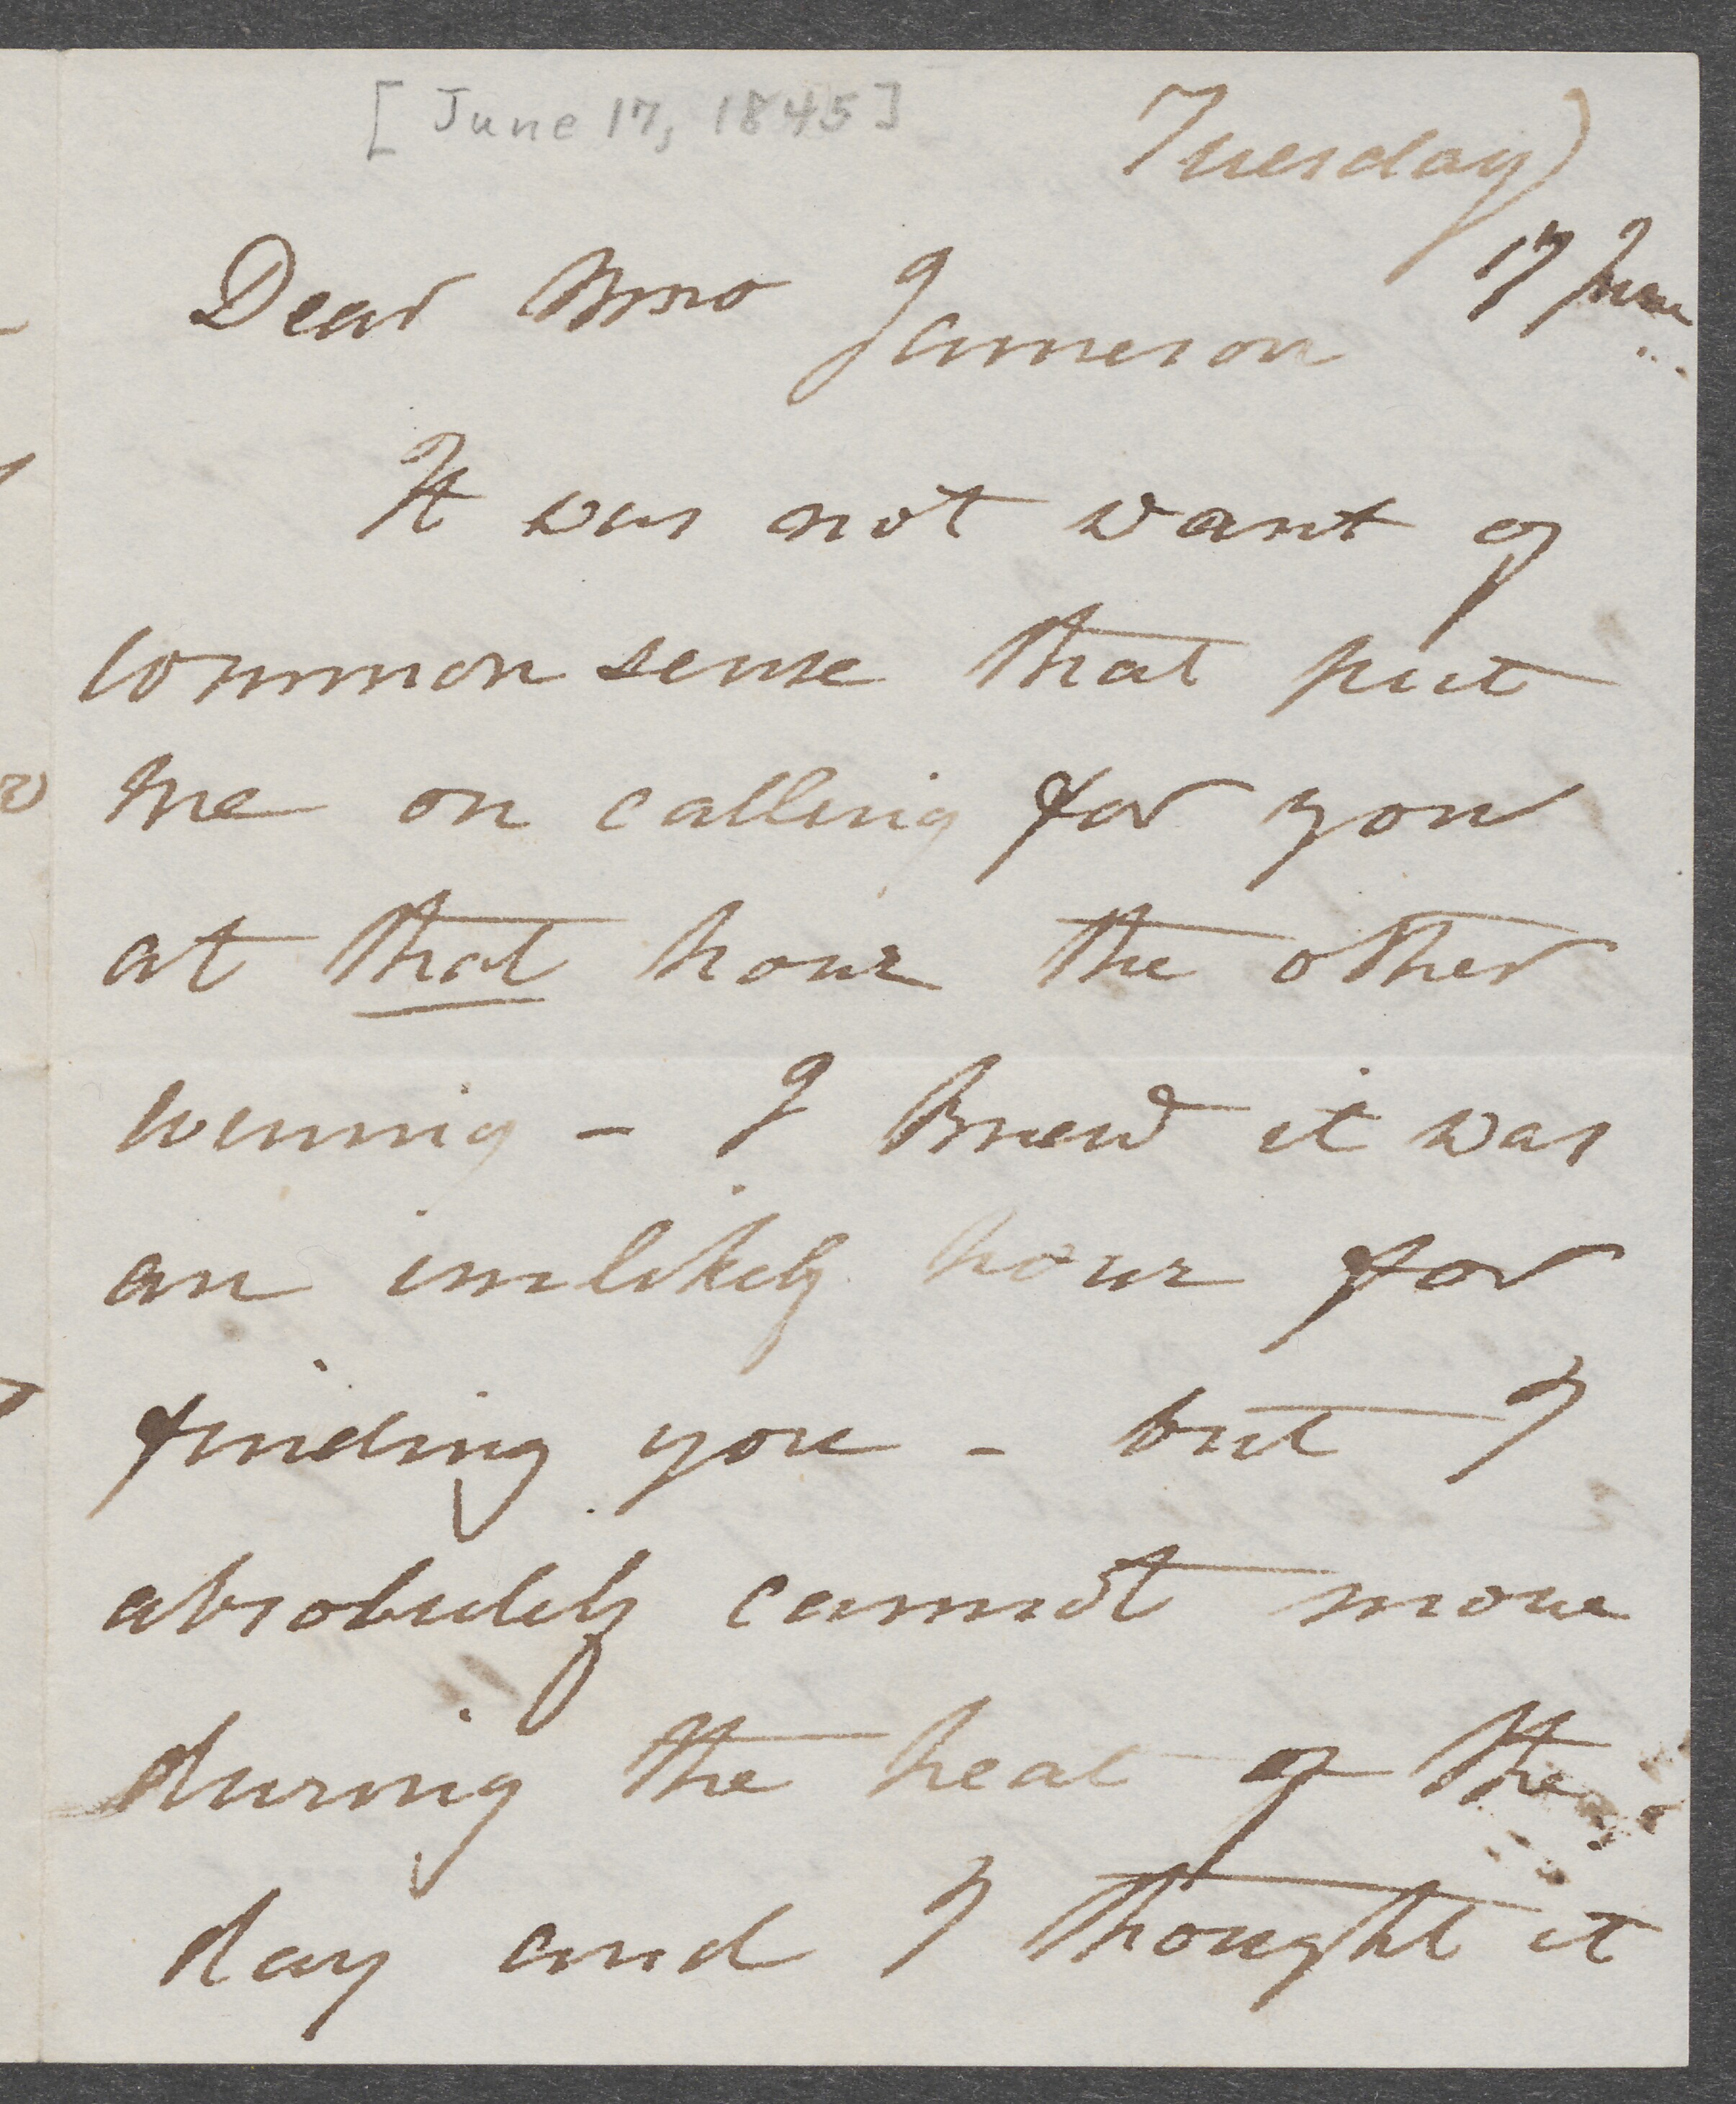 [June 17, 1845]
Tuesday
17 June
Dear Mrs Jameson
It was not want of
common sense that put
me on calling for you
at that hour the other
evening – I knew it was
an unlikely hour for
finding you – but I
absolutely cannot move
during the heat of the
day and I thought it